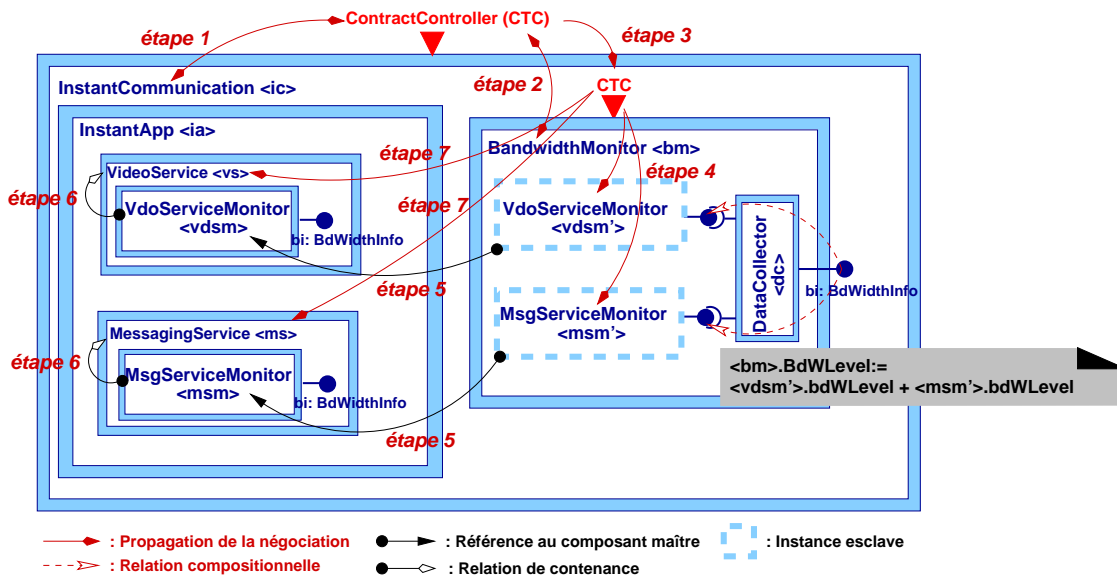 ContractController (CTC)
étape 1
étape 3
InstantCommunication <ic>
étape 2
CTC
InstantApp <ia>
BandwidthMonitor <bm>
étape 7
étape 4
VideoService <vs>
étape 6
VdoServiceMonitor
<vdsm>
bi: BdWidthInfo
étape 7
VdoServiceMonitor
<vdsm’>
DataCollector
<dc>
bi: BdWidthInfo
étape 5
MsgServiceMonitor
<msm’>
MessagingService <ms>
étape 6
MsgServiceMonitor
<msm>
bi: BdWidthInfo
étape 5
<bm>.BdWLevel:=
<vdsm’>.bdWLevel + <msm’>.bdWLevel
: Propagation de la négociation
: Référence au composant maître
: Instance esclave
: Relation compositionnelle
: Relation de contenance